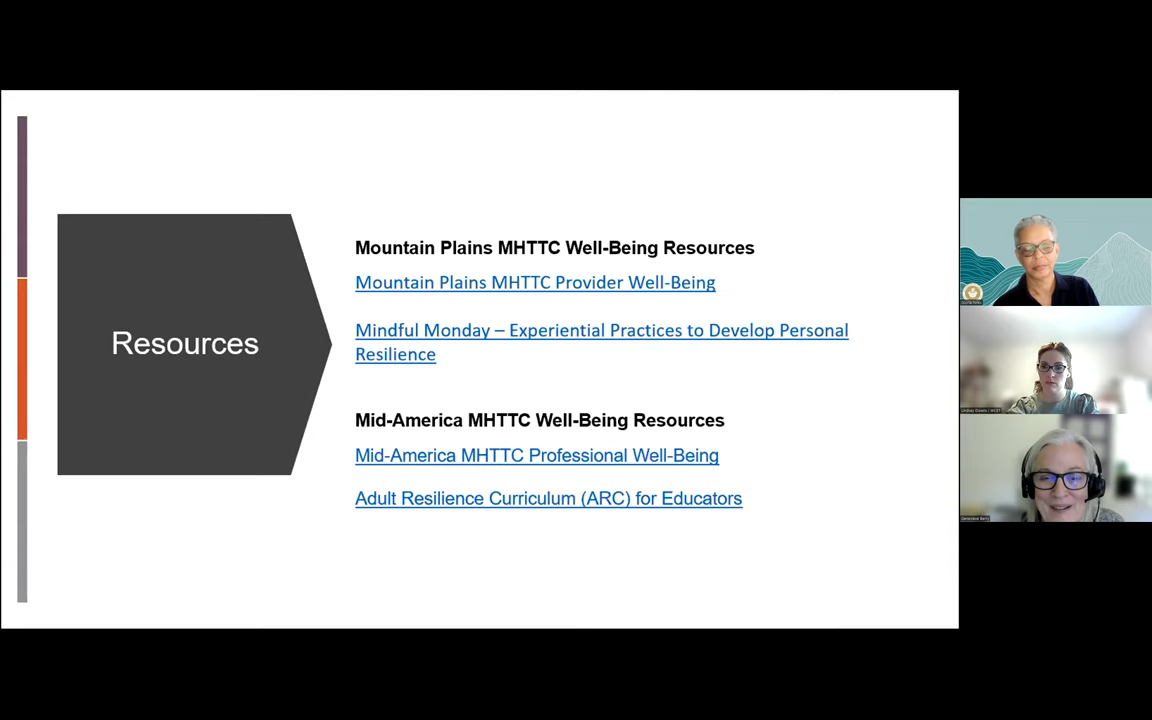 Resources
Mountain Plains MHTTC Well-Being Resources
Mountain Plains MHTTC Provider Well-Being
Mindful Monday – Experiential Practices to Develop Personal
Resilience
Mid-America MHTTC Well-Being Resources
Mid-America MHTTC Professional Well-Being
Adult Resilience Curriculum (ARC) for Educators